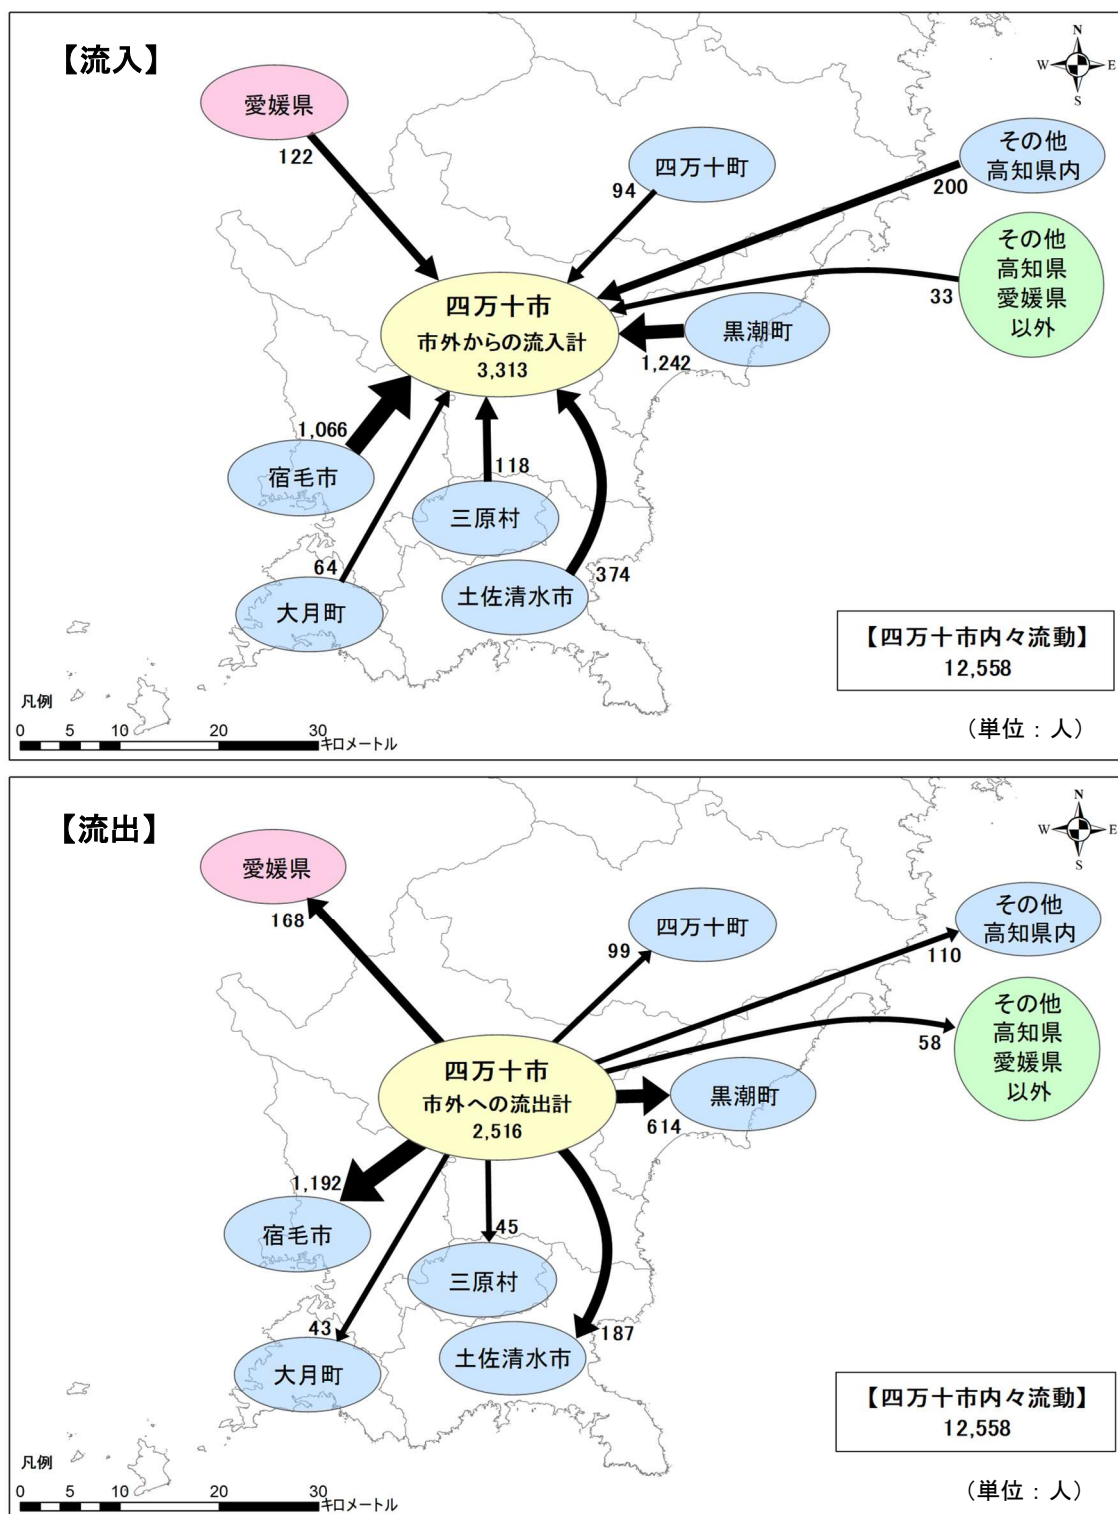 【流入】
N
W
E
S
愛媛県
122
四万十町
94
その他
高知県内
200
その他
高知県
愛媛県
以外
33
四万十市
市外からの流入計
3,313
黒潮町
1,242
1,066
宿毛市
118
三原村
64
大月町
374
土佐清水市
【四万十市内々流動】
12,558
凡例
0 5 10 20 30
キロメートル
（単位：人）
【流出】
N
W
E
S
愛媛県
168
四万十町
99
その他
高知県内
110
その他
高知県
愛媛県
以外
58
四万十市
市外への流出計
2,516
黒潮町
614
1,192
宿毛市
45
三原村
43
大月町
187
土佐清水市
【四万十市内々流動】
12,558
凡例
0 5 10 20 30
キロメートル
（単位：人）